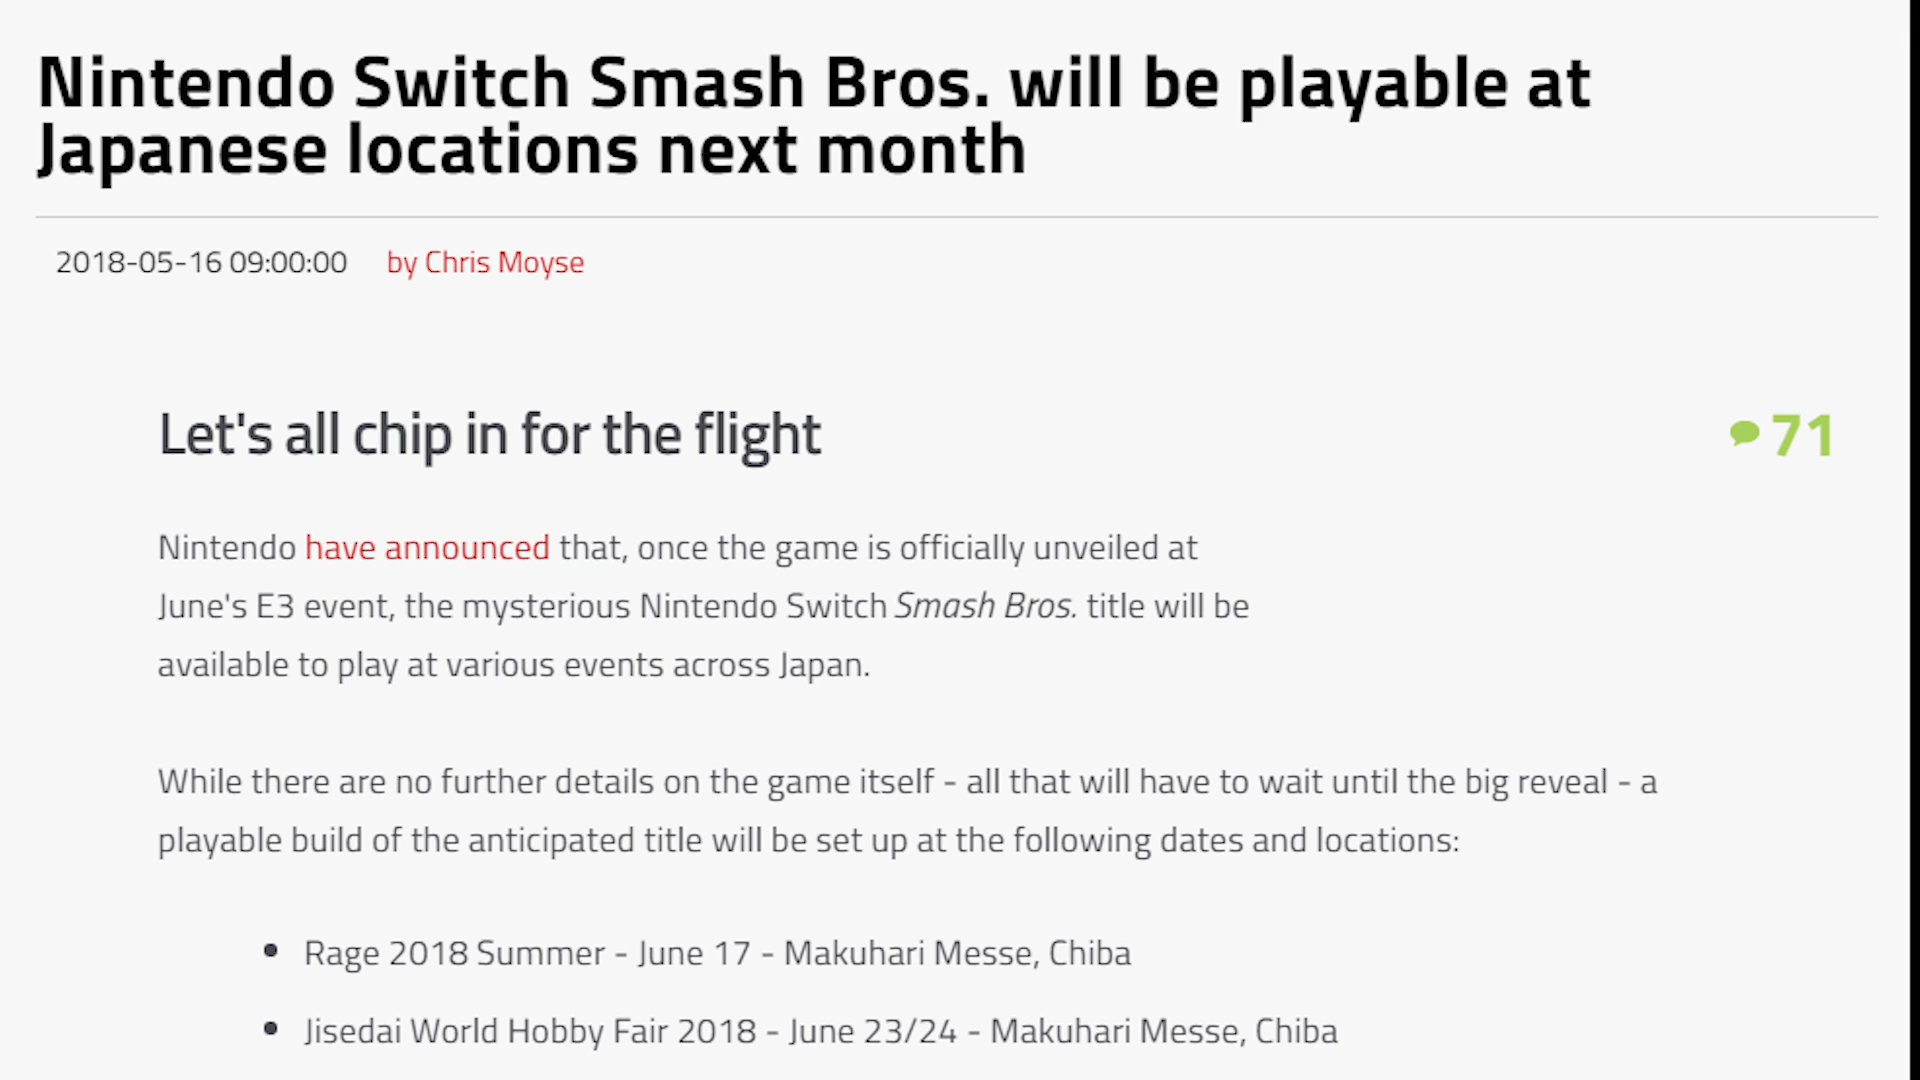 Nintendo Switch Smash Bros. will be playable at
Japanese locations next month
2018-05-16 09:00:00 by Chris Moyse
Let's all chip in for the flight
71
Nintendo have announced that, once the game is officially unveiled at
June's E3 event, the mysterious Nintendo Switch Smash Bros. title will be
available to play at various events across Japan.
While there are no further details on the game itself - all that will have to wait until the big reveal - a
playable build of the anticipated title will be set up at the following dates and locations:
• Rage 2018 Summer - June 17 - Makuhari Messe, Chiba
• Jisedai World Hobby Fair 2018 - June 23/24 - Makuhari Messe, Chiba